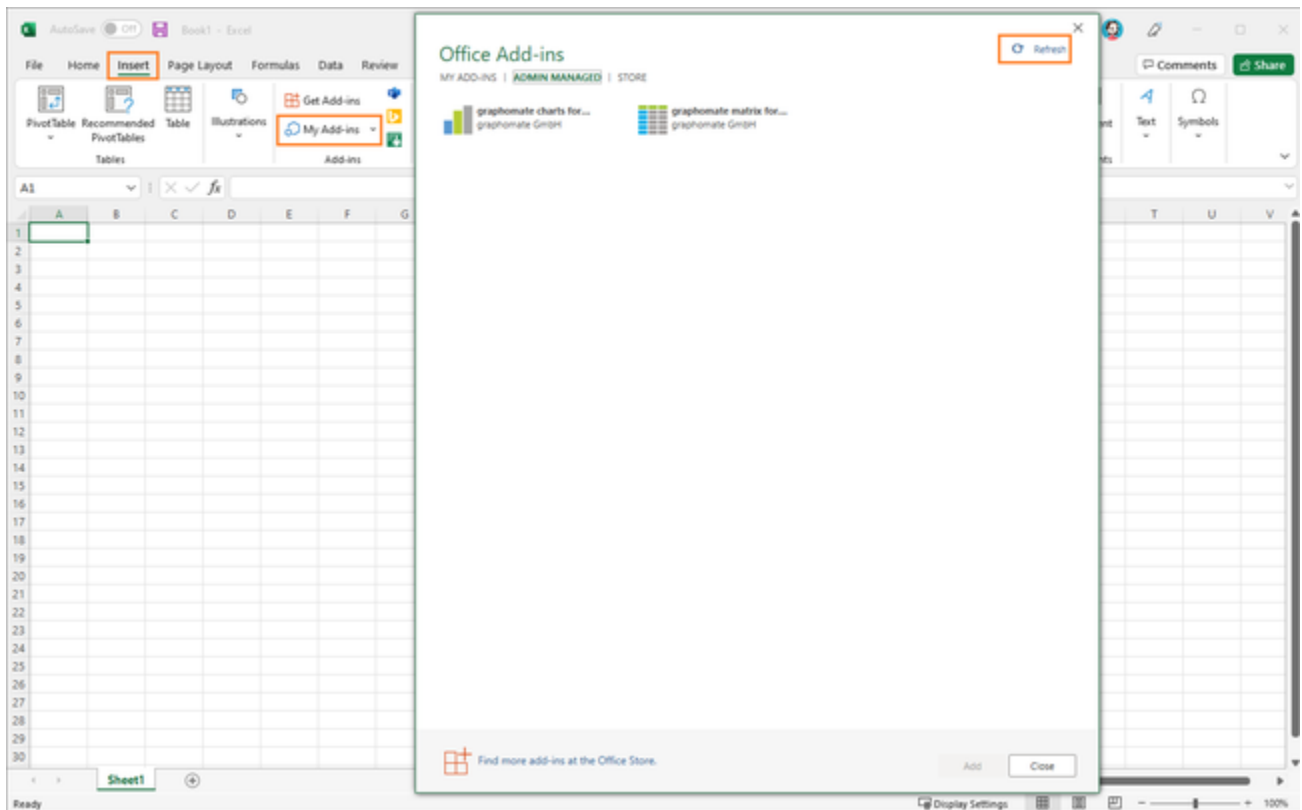 AutoSave Off Book1 - Excel
File Home Insert Page Layout Formulas Data Review
Comments Share
PivotTable Recommended PivotTables Table Illustrations
Get Add-ins
My Add-ins
Text Symbols
Tables Add-ins
A1 fx
A B C D E F G T U V
1
2
3
4
5
6
7
8
9
10
11
12
13
14
15
16
17
18
19
20
21
22
23
24
25
26
27
28
29
30
Sheet1
Ready Display Settings 100%
Office Add-ins
Refresh
MY ADD-INS | ADMIN MANAGED | STORE
graphomate charts for...
graphomate GmbH
graphomate matrix for...
graphomate GmbH
Find more add-ins at the Office Store.
Add Close